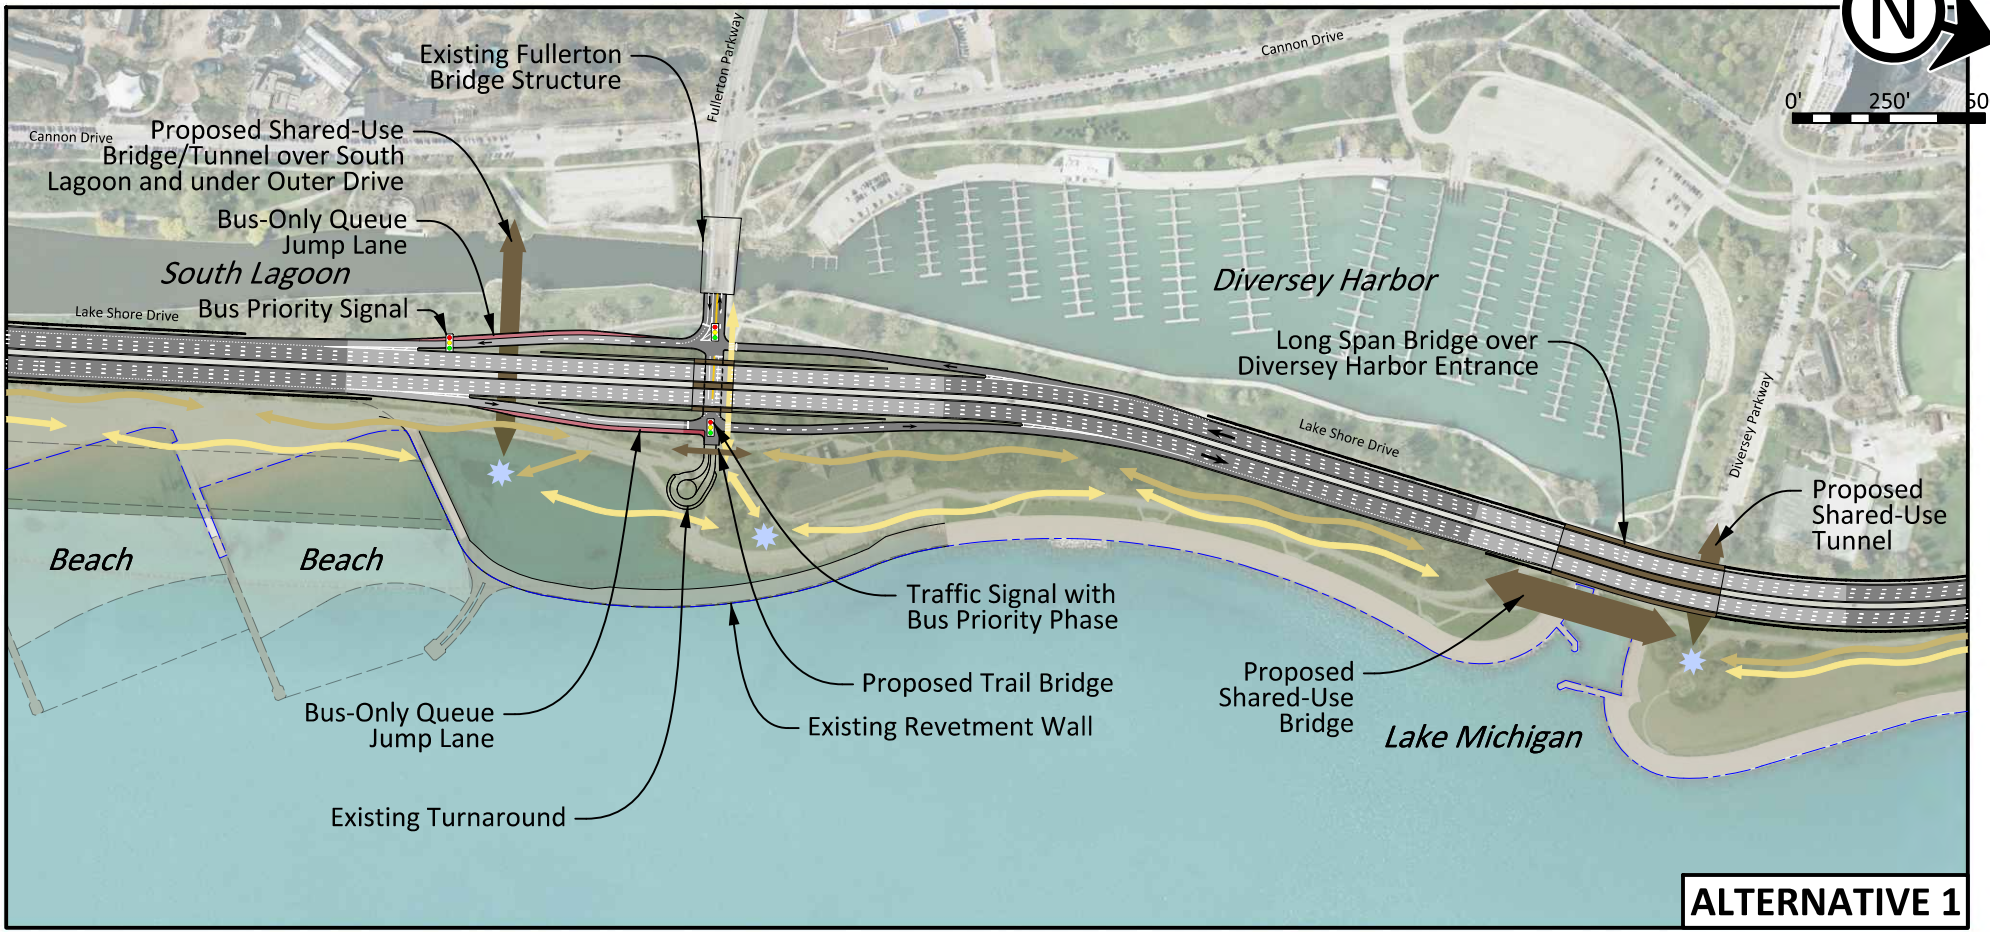 N
0' 250' 50
Existing Fullerton
Bridge Structure
Fullerton Parkway
Cannon Drive
Cannon Drive
Proposed Shared-Use
Bridge/Tunnel over South
Lagoon and under Outer Drive
Bus-Only Queue
Jump Lane
South Lagoon
Lake Shore Drive
Bus Priority Signal
Diversey Harbor
Long Span Bridge over
Diversey Harbor Entrance
Lake Shore Drive
Diversey Parkway
Proposed
Shared-Use
Tunnel
Beach
Beach
Traffic Signal with
Bus Priority Phase
Proposed Trail Bridge
Existing Revetment Wall
Bus-Only Queue
Jump Lane
Existing Turnaround
Proposed
Shared-Use
Bridge
Lake Michigan
ALTERNATIVE 1